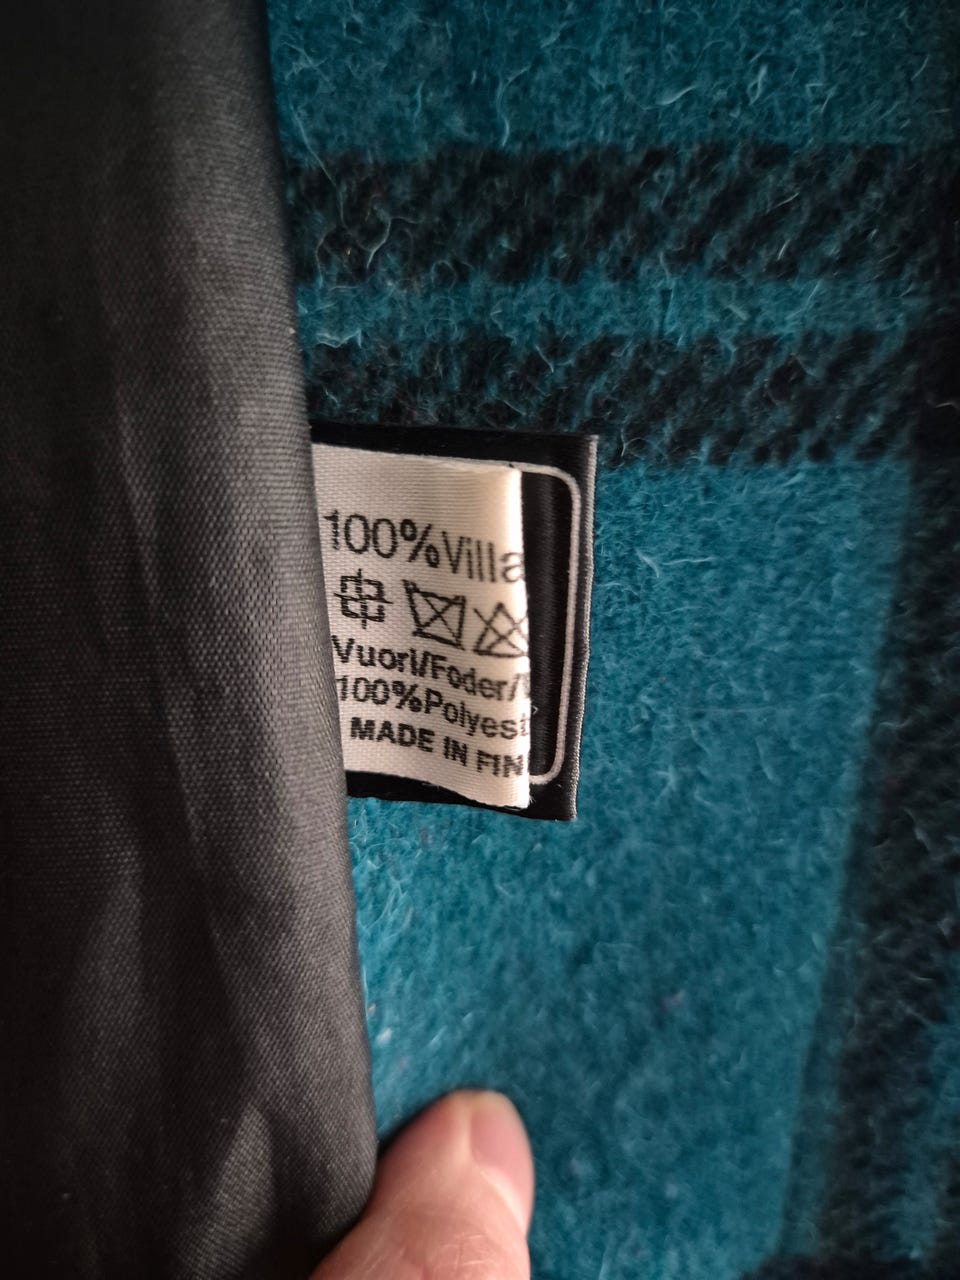 100%Villa
Vuori/Foder/
100%Polyest
MADE IN FIN